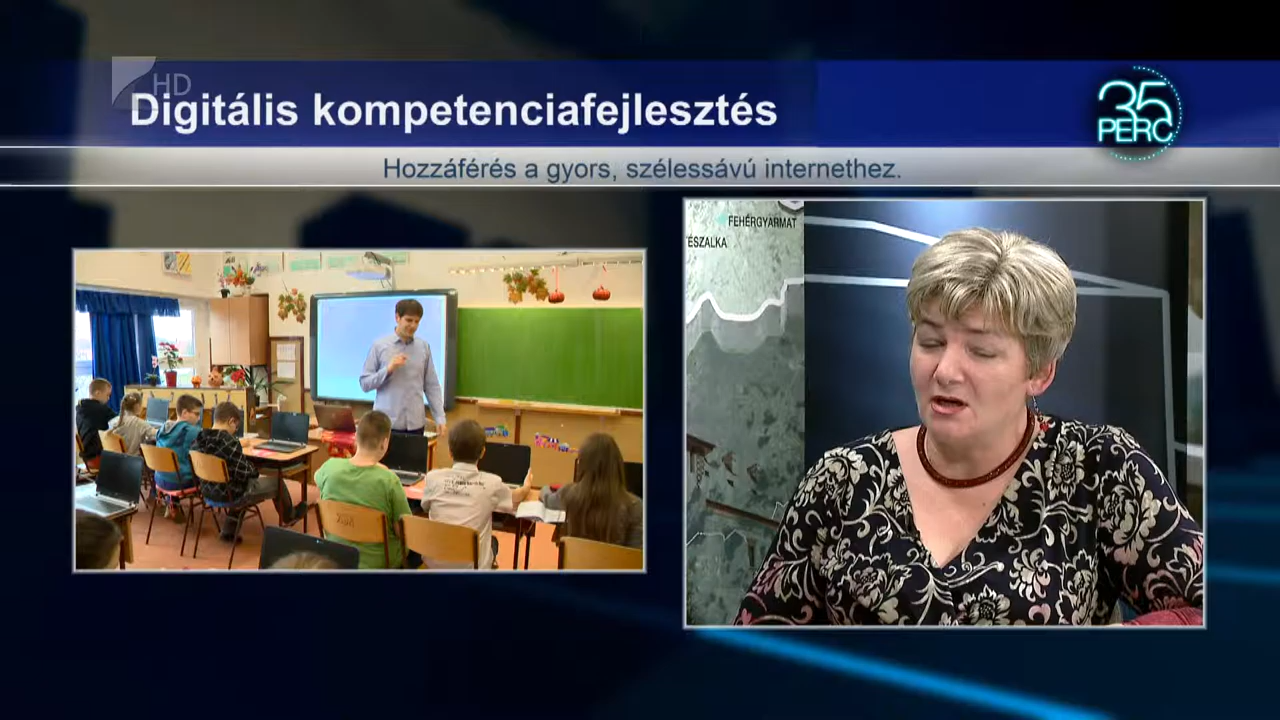 HD
Digitális kompetenciafejlesztés
35
PERC
Hozzáférés a gyors, szélessávú internethez.
FEHÉRGYARMAT
ÉSZALKA